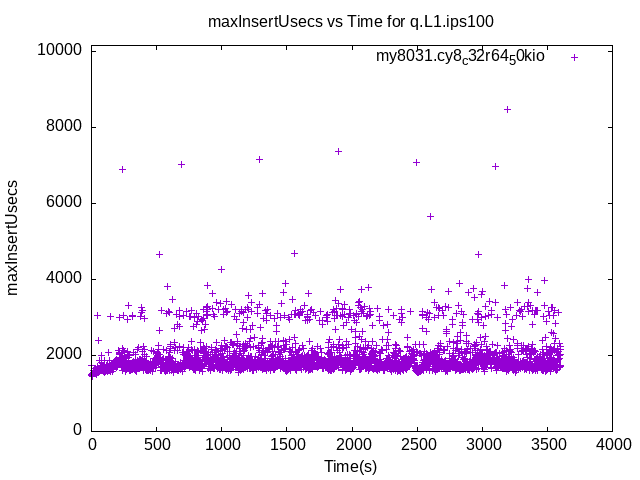 maxInsertUsecs vs Time for q.L1.ips100
my8031.cy8c32r6450kio
maxInsertUsecs
10000
8000
6000
4000
2000
0
0 500 1000 1500 2000 2500 3000 3500 4000
Time(s)